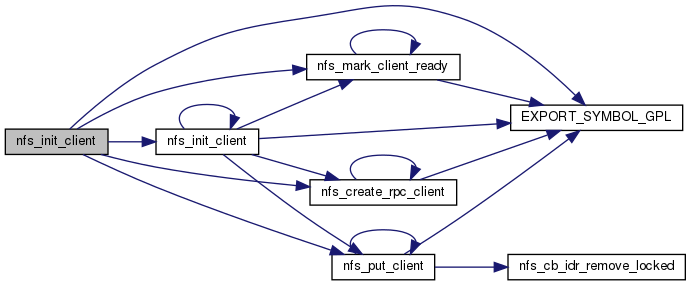 nfs_mark_client_ready
EXPORT_SYMBOL_GPL
nfs_init_client
nfs_init_client
nfs_create_rpc_client
nfs_put_client
nfs_cb_idr_remove_locked